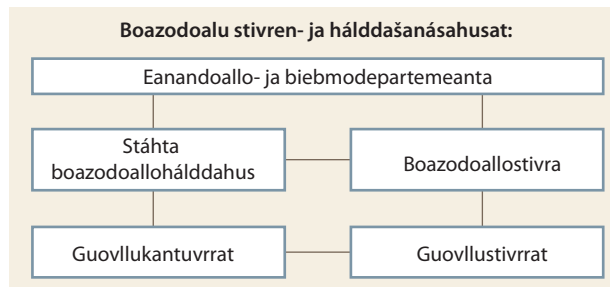 Boazodoalu stivren- ja hálddašanásahusat:
Eanandoallo- ja biebmodepartemeanta
Stáhta
boazodoallohálddahus
Boazodoallostivra
Guovllukantuvrrat
Guovllustivrrat